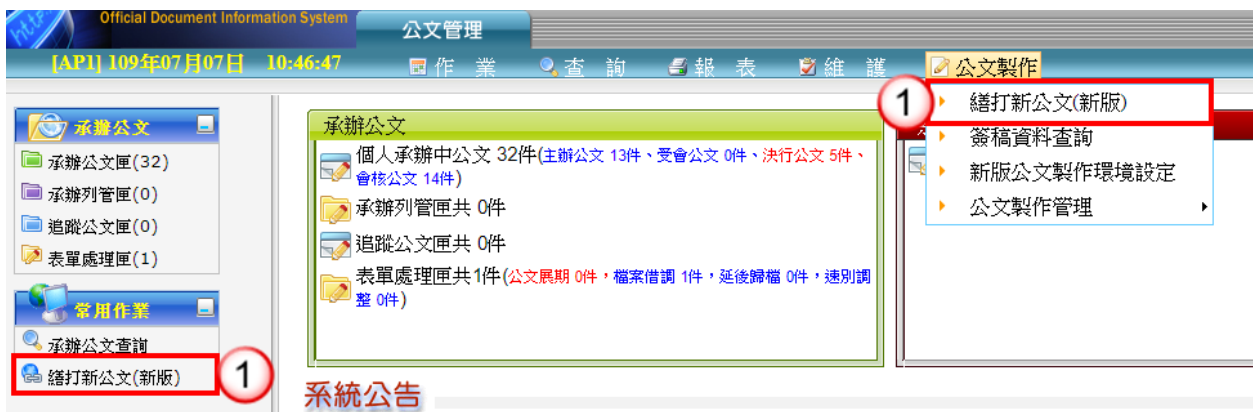 http
Official Document Information System
公文管理
[AP1] 109年07月07日 10:46:47
作 業 查 詢 報 表 維 護 公文製作
1 繕打新公文(新版)
簽稿資料查詢
新版公文製作環境設定
公文製作管理
承辦公文
承辦公文匣(32)
承辦列管匣(0)
追蹤公文匣(0)
表單處理匣(1)
常用作業
承辦公文查詢
繕打新公文(新版) 1
承辦公文
個人承辦中公文 32件(主辦公文 13件、受會公文 0件、決行公文 5件、
會核公文 14件)
承辦列管匣共 0件
追蹤公文匣共 0件
表單處理匣共1件(公文展期 0件，檔案借調 1件，延後歸檔 0件，速別調
整 0件)
系統公告